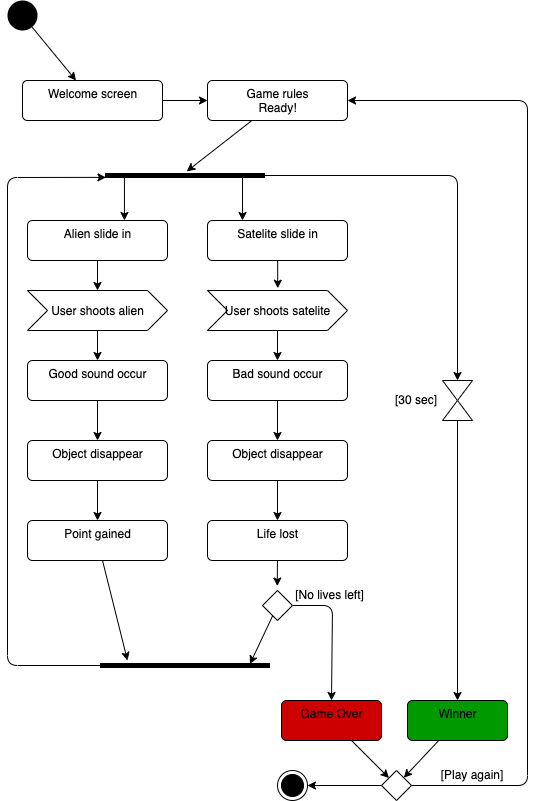 Welcome screen
Game rules
Ready!
Alien slide in
Satelite slide in
User shoots alien
User shoots satelite
Good sound occur
Bad sound occur
[30 sec]
Object disappear
Object disappear
Point gained
Life lost
[No lives left]
Game Over
Winner
[Play again]